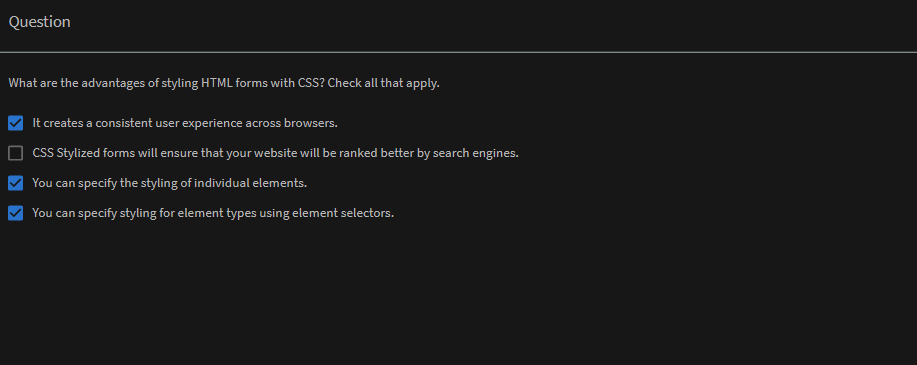 Question
What are the advantages of styling HTML forms with CSS? Check all that apply.
It creates a consistent user experience across browsers.
CSS Stylized forms will ensure that your website will be ranked better by search engines.
You can specify the styling of individual elements.
You can specify styling for element types using element selectors.